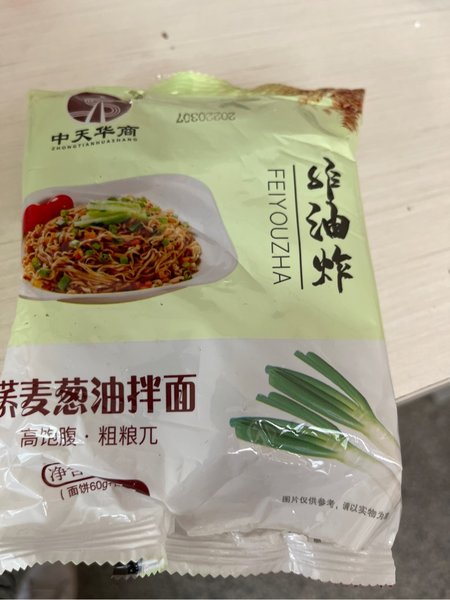 中天华商
ZHONGTIANHUASHANG
20220307
非油炸
FEIYOUZHA
荞麦葱油拌面
高饱腹·粗粮
净含
(面饼60g+
图片仅供参考,请以实物为准